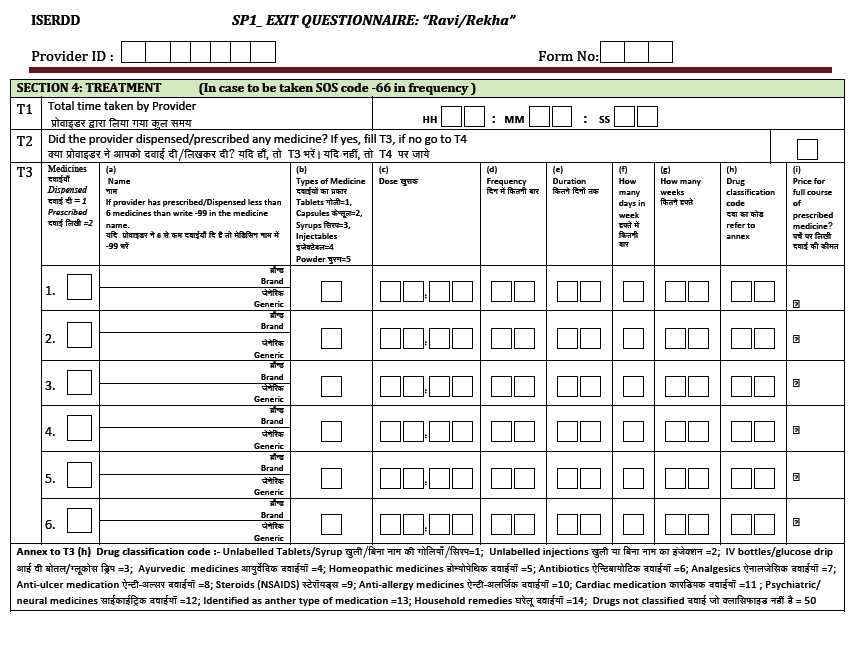 ISERDD SP1_ EXIT QUESTIONNAIRE: “Ravi/Rekha”
Provider ID : Form No:
SECTION 4: TREATMENT (In case to be taken SOS code -66 in frequency )
T1 Total time taken by Provider
प्रोवाइडर द्वारा लिया गया कुल समय
HH : MM : SS
T2 Did the provider dispensed/prescribed any medicine? If yes, fill T3, if no go to T4
क्या प्रोवाइडर ने आपको दवाई दी/लिखकर दी? यदि हाँ, तो T3 भरें। यदि नहीं, तो T4 पर जाये
T3
Medicines
दवाईयाँ
Dispensed
दवाई दी = 1
Prescribed
दवाई लिखी =2
(a)
Name
नाम
If provider has prescribed/Dispensed less than
6 medicines than write -99 in the medicine
name.
यदि प्रोवाइडर ने 6 से कम दवाईयाँ दि है तो मेडिसिन नाम में
-99 भरें
(b)
Types of Medicine
दवाईयों का प्रकार
Tablets गोली=1,
Capsules केप्सूल=2,
Syrups सिरप=3,
Injectables
इंजेक्टेबल=4
Powder चुरण=5
(c)
Dose खुराक
(d)
Frequency
दिन में कितनी बार
(e)
Duration
कितने दिनों तक
(f)
How
many
days in
week
हफ्ते में
कितनी
बार
(g)
How many
weeks
कितने हफ्ते
(h)
Drug
classification
code
दवा का कोड
refer to
annex
(i)
Price for
full course
of
prescribed
medicine?
पर्चे पर लिखी
दवाई की कीमत
1. ब्रॅान्ड
Brand
जेनेरिक
Generic
2. ब्रॅान्ड
Brand
जेनेरिक
Generic
3. ब्रॅान्ड
Brand
जेनेरिक
Generic
4. ब्रॅान्ड
Brand
जेनेरिक
Generic
5. ब्रॅान्ड
Brand
जेनेरिक
Generic
6. ब्रॅान्ड
Brand
जेनेरिक
Generic
Annex to T3 (h) Drug classification code :- Unlabelled Tablets/Syrup खुली/बिना नाम की गोलियाँ/सिरप=1; Unlabelled injections खुली या बिना नाम का इंजेक्शन =2; IV bottles/glucose drip
आई वी बोतल/ग्लूकोस ड्रिप =3; Ayurvedic medicines आयुर्वेदिक दवाईयाँ =4; Homeopathic medicines होम्योपेथिक दवाईयाँ =5; Antibiotics ऐन्टिबायोटिक दवाईयाँ =6; Analgesics ऐनालजेसिक दवाईयाँ =7;
Anti-ulcer medication ऐन्टी-अल्सर दवाईयाँ =8; Steroids (NSAIDS) स्टेरॉयड्स =9; Anti-allergy medicines ऐन्टी-अलर्जिक दवाईयाँ =10; Cardiac medication कारडियक दवाईयाँ =11 ; Psychiatric/
neural medicines साईकाईट्रिक दवाईयाँ =12; Identified as anther type of medication =13; Household remedies घरेलू दवाईयाँ =14; Drugs not classified दवाई जो क्लासिफाइड नहीं है = 50